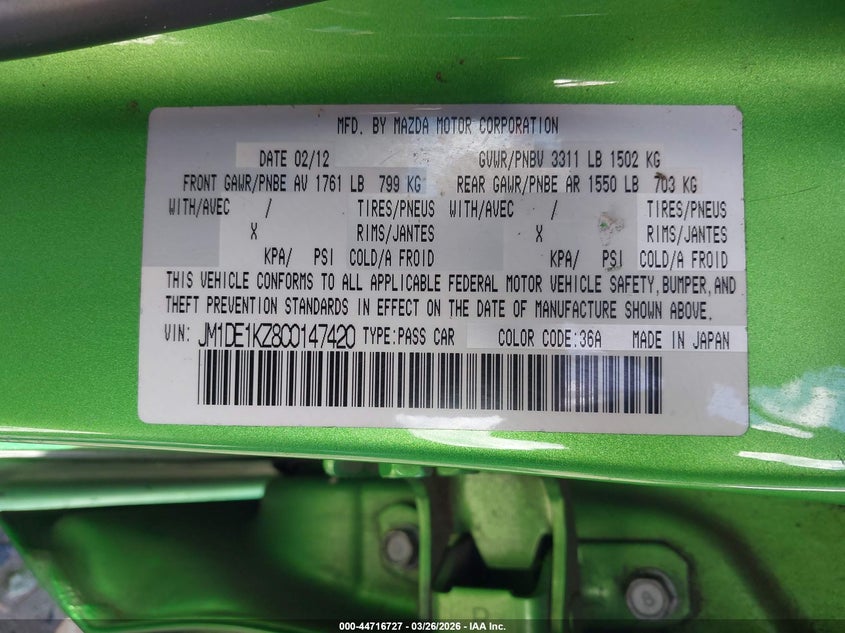 MFD. BY MAZDA MOTOR CORPORATION
DATE 02/12 GVWR/PNBV 3311 LB 1502 KG
FRONT GAWR/PNBE AV 1761 LB 799 KG REAR GAWR/PNBE AR 1550 LB 703 KG
WITH/AVEC / TIRES/PNEUS WITH/AVEC / TIRES/PNEUS
X RIMS/JANTES X RIMS/JANTES
KPA/ PSI COLD/A FROID KPA/ PSI COLD/A FROID
THIS VEHICLE CONFORMS TO ALL APPLICABLE FEDERAL MOTOR VEHICLE SAFETY, BUMPER, AND
THEFT PREVENTION STANDARDS IN EFFECT ON THE DATE OF MANUFACTURE SHOWN ABOVE.
VIN: JM1DE1KZ8C0147420 TYPE:PASS CAR COLOR CODE:36A MADE IN JAPAN
000-44716727 - 03/26/2026 - IAA Inc.